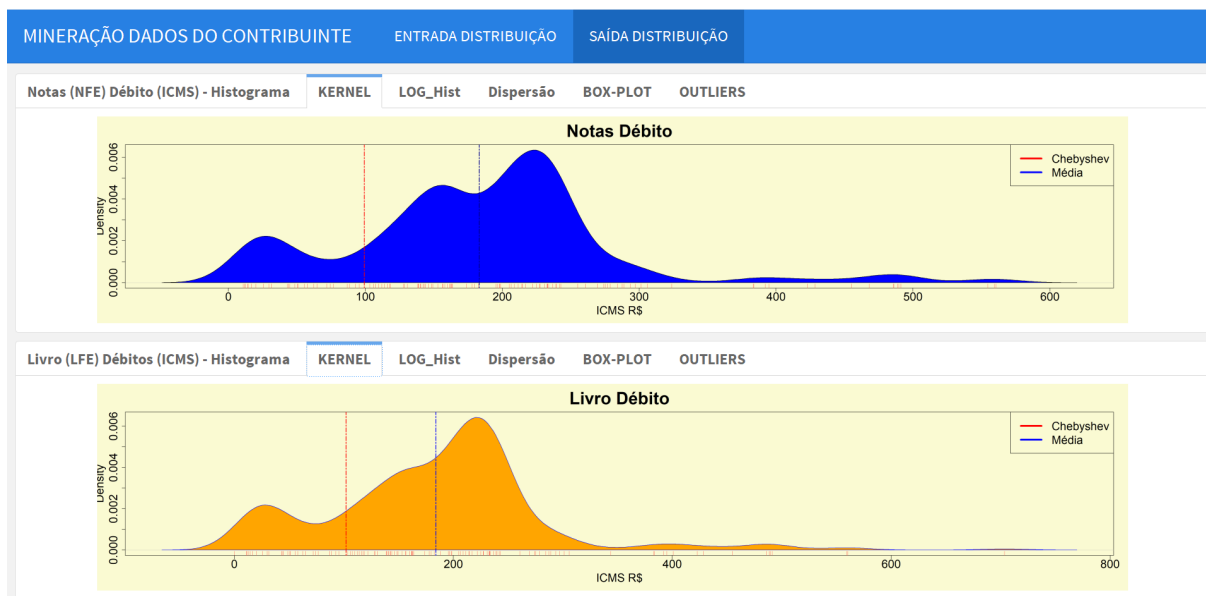 MINERAÇÃO DADOS DO CONTRIBUINTE ENTRADA DISTRIBUIÇÃO SAÍDA DISTRIBUIÇÃO
Notas (NFE) Débito (ICMS) - Histograma KERNEL LOG_Hist Dispersão BOX-PLOT OUTLIERS
Notas Débito
Chebyshev
Média
Density
0.000 0.002 0.004 0.006
0 100 200 300 400 500 600
ICMS R$
Livro (LFE) Débitos (ICMS) - Histograma KERNEL LOG_Hist Dispersão BOX-PLOT OUTLIERS
Livro Débito
Chebyshev
Média
Density
0.000 0.002 0.004 0.006
0 200 400 600 800
ICMS R$